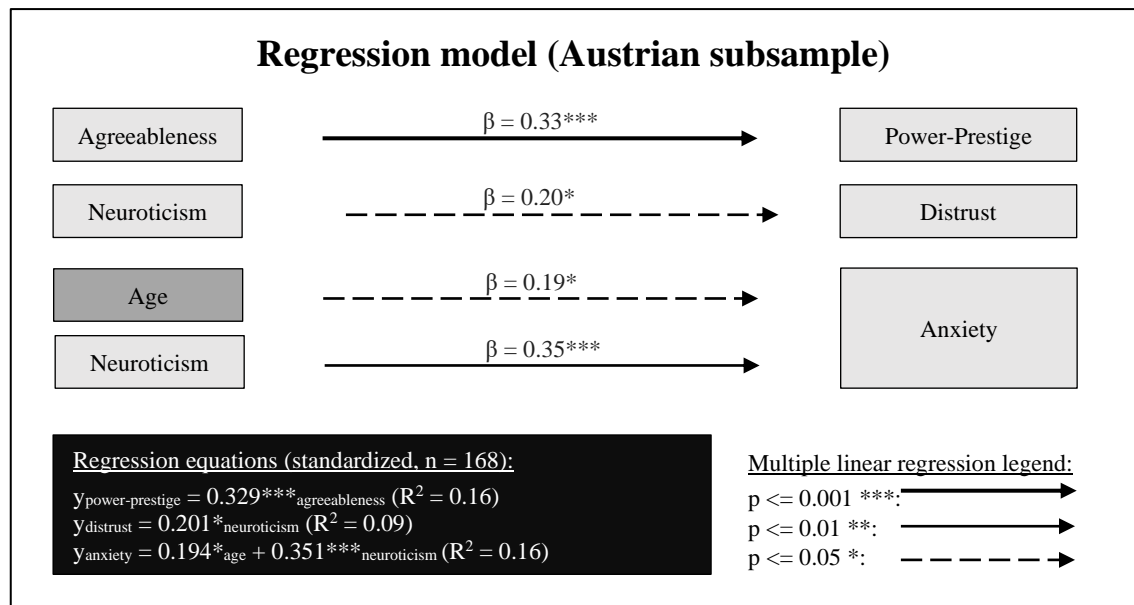 Regression model (Austrian subsample)
Agreeableness
β = 0.33***
Power-Prestige
Neuroticism
β = 0.20*
Distrust
Age
β = 0.19*
Anxiety
Neuroticism
β = 0.35***
Regression equations (standardized, n = 168):
ypower-prestige = 0.329***agreeableness (R2 = 0.16)
ydistrust = 0.201*neuroticism (R2 = 0.09)
yanxiety = 0.194*age + 0.351***neuroticism (R2 = 0.16)
Multiple linear regression legend:
p <= 0.001 ***:
p <= 0.01 **:
p <= 0.05 *: